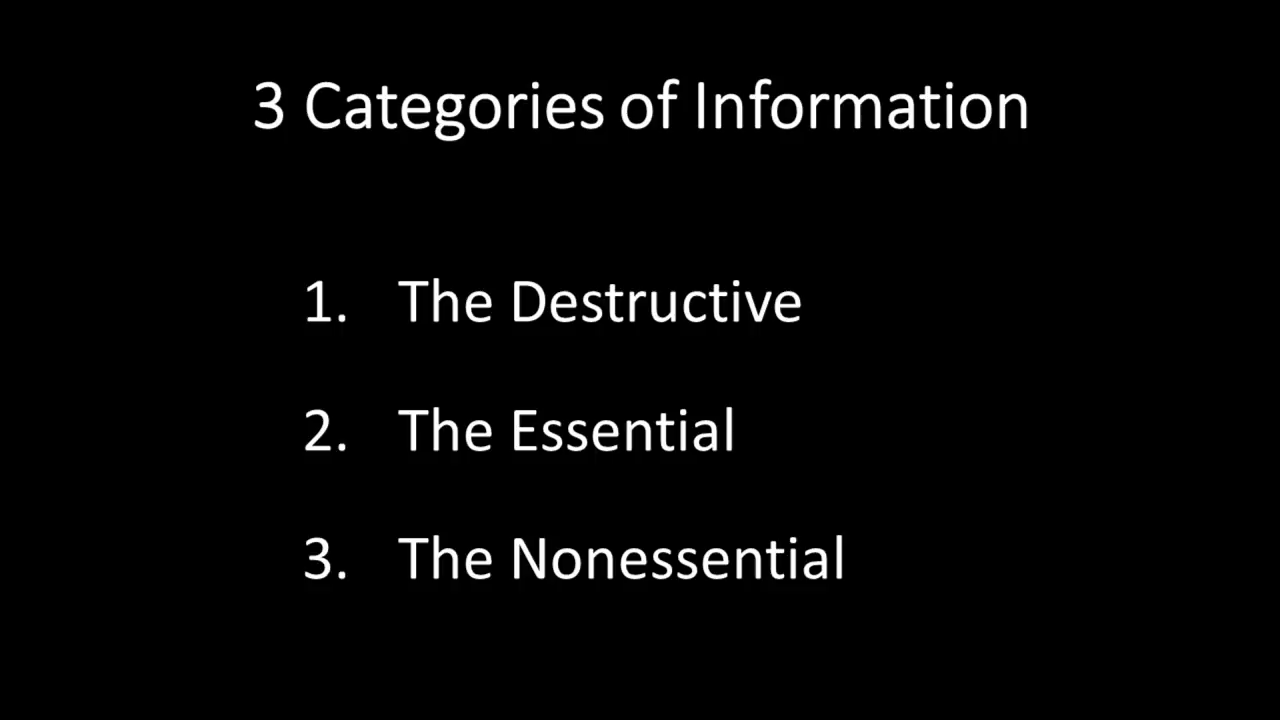 3 Categories of Information
1. The Destructive
2. The Essential
3. The Nonessential